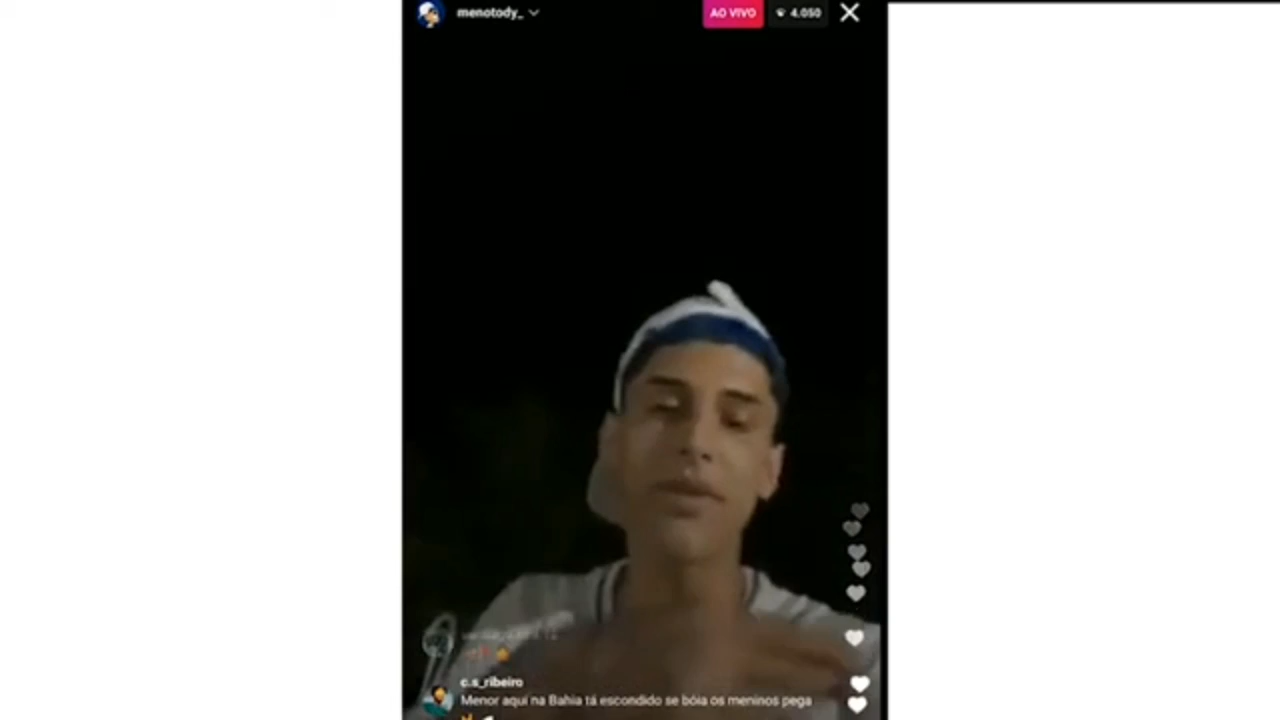 menotody_
AO VIVO
4.050
c.s_ribeiro
Menor aqui na Bahia tá escondido se bóia os meninos pega